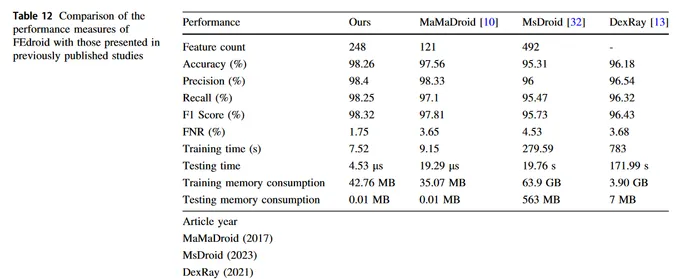 Table 12 Comparison of the
performance measures of
FEdroid with those presented in
previously published studies
Performance Ours MaMaDroid [10] MsDroid [32] DexRay [13]
Feature count 248 121 492 -
Accuracy (%) 98.26 97.56 95.31 96.18
Precision (%) 98.4 98.33 96 96.54
Recall (%) 98.25 97.1 95.47 96.32
F1 Score (%) 98.32 97.81 95.73 96.43
FNR (%) 1.75 3.65 4.53 3.68
Training time (s) 7.52 9.15 279.59 783
Testing time 4.53 μs 19.29 μs 19.76 s 171.99 s
Training memory consumption 42.76 MB 35.07 MB 63.9 GB 3.90 GB
Testing memory consumption 0.01 MB 0.01 MB 563 MB 7 MB
Article year
MaMaDroid (2017)
MsDroid (2023)
DexRay (2021)